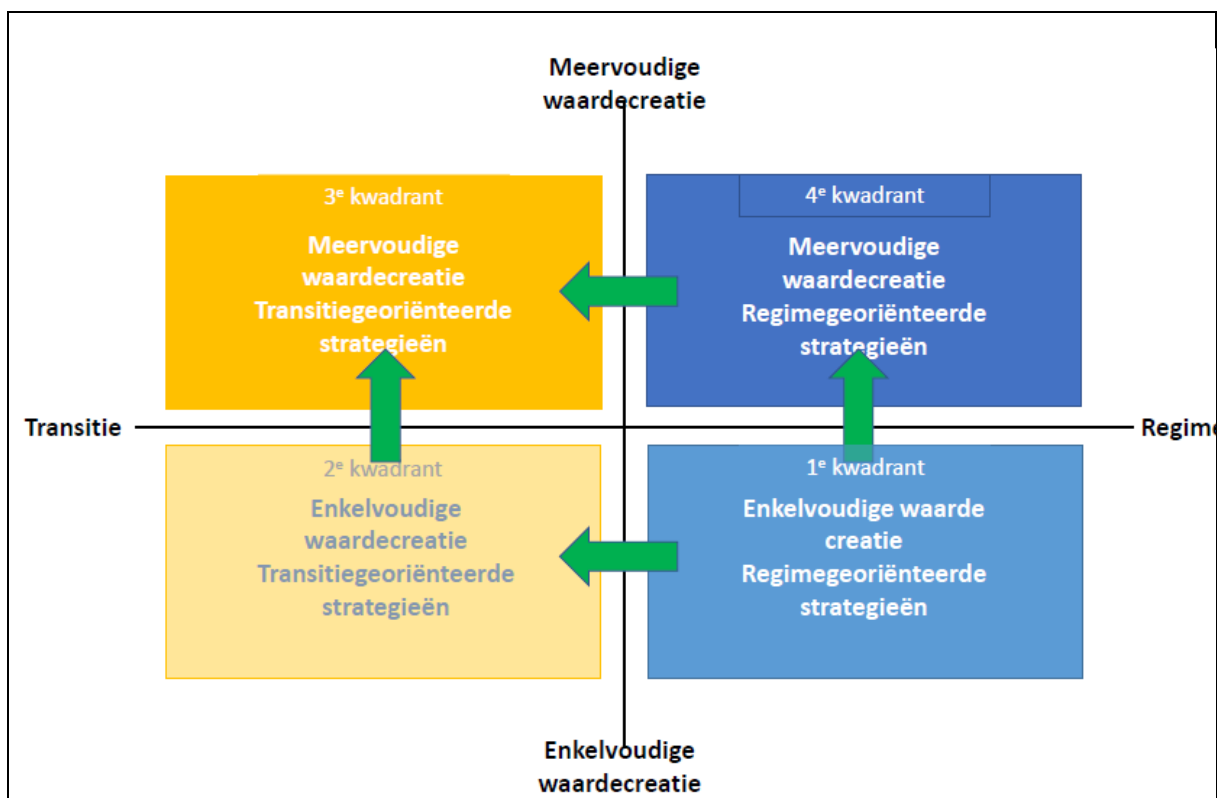 Meervoudige
waardecreatie
3e kwadrant
Meervoudige
waardecreatie
Transitiegeoriënteerde
strategieën
4e kwadrant
Meervoudige
waardecreatie
Regimegeoriënteerde
strategieën
Transitie
Regime
2e kwadrant
Enkelvoudige
waardecreatie
Transitiegeoriënteerde
strategieën
1e kwadrant
Enkelvoudige waarde
creatie
Regimegeoriënteerde
strategieën
Enkelvoudige
waardecreatie